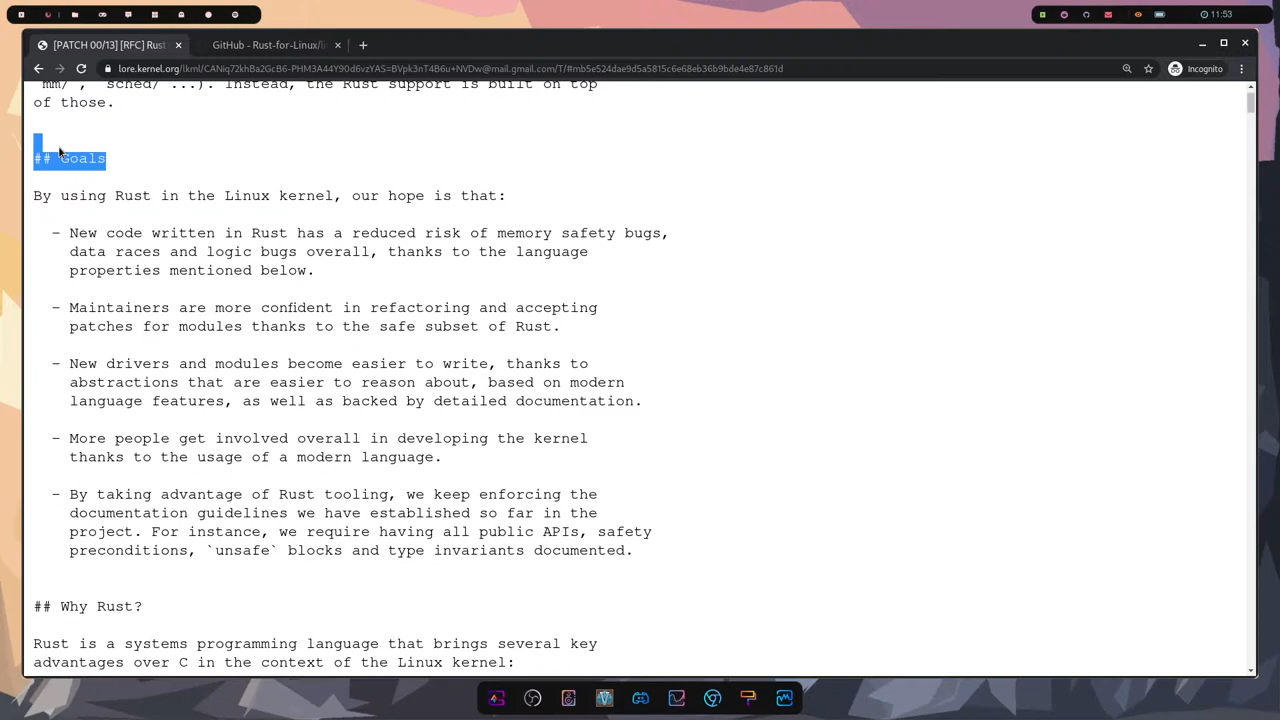 11:53
[PATCH 00/13] [RFC] Rust
GitHub - Rust-for-Linux/li
lore.kernel.org/lkml/CANiq72khBa2GcB6-PHM3A44Y90d6vzYAS=BVpk3nT4B6u+NVDw@mail.gmail.com/T/#mb5e524dae9d5a5815c6e68eb36b9bde4e87c861d
Incognito
`mm/`, `sched/`...). Instead, the Rust support is built on top
of those.
## Goals
By using Rust in the Linux kernel, our hope is that:
- New code written in Rust has a reduced risk of memory safety bugs,
data races and logic bugs overall, thanks to the language
properties mentioned below.
- Maintainers are more confident in refactoring and accepting
patches for modules thanks to the safe subset of Rust.
- New drivers and modules become easier to write, thanks to
abstractions that are easier to reason about, based on modern
language features, as well as backed by detailed documentation.
- More people get involved overall in developing the kernel
thanks to the usage of a modern language.
- By taking advantage of Rust tooling, we keep enforcing the
documentation guidelines we have established so far in the
project. For instance, we require having all public APIs, safety
preconditions, `unsafe` blocks and type invariants documented.
## Why Rust?
Rust is a systems programming language that brings several key
advantages over C in the context of the Linux kernel: